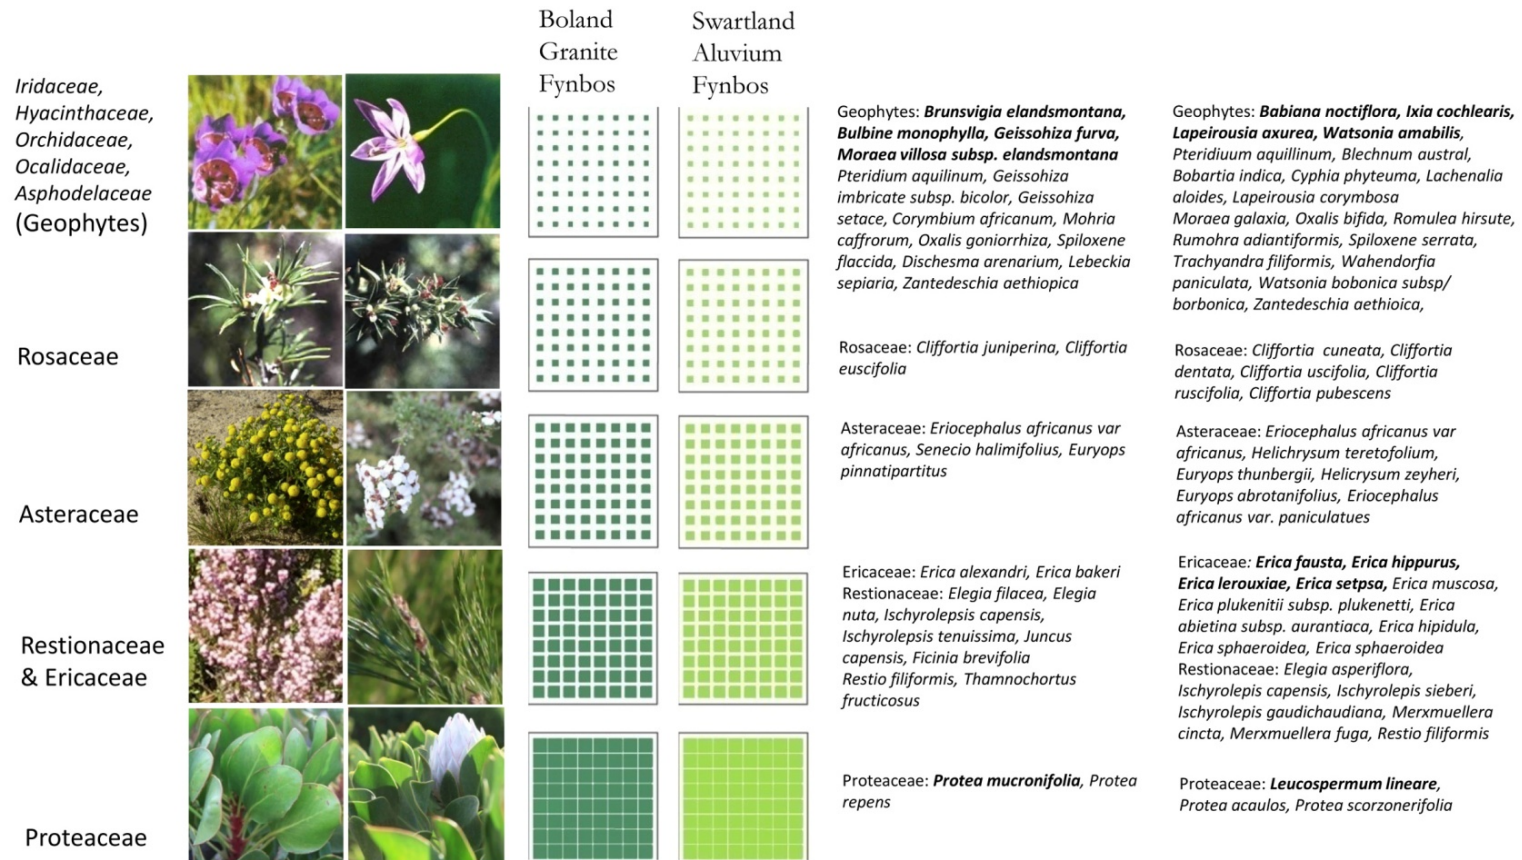 Boland
Granite
Fynbos
Swartland
Aluvium
Fynbos
Iridaceae,
Hyacinthaceae,
Orchidaceae,
Ocalidaceae,
Asphodelaceae
(Geophytes)
Geophytes: Brunsvigia elandsmontana,
Bulbine monophylla, Geissohiza furva,
Moraea villosa subsp. elandsmontana
Pteridium aquilinum, Geissohiza
imbricate subsp. bicolor, Geissohiza
setace, Corymbium africanum, Mohria
caffrorum, Oxalis goniorrhiza, Spiloxene
flaccida, Dischesma arenarium, Lebeckia
sepiaria, Zantedeschia aethiopica
Geophytes: Babiana noctiflora, Ixia cochlearis,
Lapeirousia axurea, Watsonia amabilis,
Pteridiuum aquillinum, Blechnum austral,
Bobartia indica, Cyphia phyteuma, Lachenalia
aloides, Lapeirousia corymbosa
Moraea galaxia, Oxalis bifida, Romulea hirsute,
Rumohra adiantiformis, Spiloxene serrata,
Trachyandra filiformis, Wahendorfia
paniculata, Watsonia bobonica subsp/
borbonica, Zantedeschia aethioica,
Rosaceae
Rosaceae: Cliffortia juniperina, Cliffortia
euscifolia
Rosaceae: Cliffortia cuneata, Cliffortia
dentata, Cliffortia uscifolia, Cliffortia
ruscifolia, Cliffortia pubescens
Asteraceae
Asteraceae: Eriocephalus africanus var
africanus, Senecio halimifolius, Euryops
pinnatipartitus
Asteraceae: Eriocephalus africanus var
africanus, Helichrysum teretofolium,
Euryops thunbergii, Helicrysum zeyheri,
Euryops abrotanifolius, Eriocephalus
africanus var. paniculatues
Restionaceae
& Ericaceae
Ericaceae: Erica alexandri, Erica bakeri
Restionaceae: Elegia filacea, Elegia
nuta, Ischyrolepsis capensis,
Ischyrolepsis tenuissima, Juncus
capensis, Ficinia brevifolia
Restio filiformis, Thamnochortus
fructicosus
Ericaceae: Erica fausta, Erica hippurus,
Erica lerouxiae, Erica setpsa, Erica muscosa,
Erica plukenitii subsp. plukenetti, Erica
abietina subsp. aurantiaca, Erica hipidula,
Erica sphaeroidea, Erica sphaeroidea
Restionaceae: Elegia asperiflora,
Ischyrolepis capensis, Ischyrolepis sieberi,
Ischyrolepis gaudichaudiana, Merxmuellera
cincta, Merxmuellera fuga, Restio filiformis
Proteaceae
Proteaceae: Protea mucronifolia, Protea
repens
Proteaceae: Leucospermum lineare,
Protea acaulos, Protea scorzonerifolia